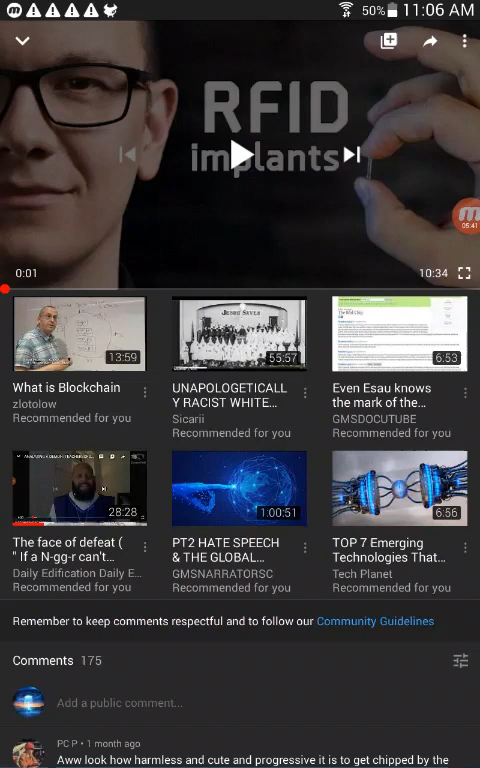 50% 11:06 AM
RFID
implants
05:41
0:01
10:34
13:59
JESUS SAVES
55:57
6:53
What is Blockchain
zlotolow
Recommended for you
UNAPOLOGETICALL
Y RACIST WHITE...
Sicarii
Recommended for you
Even Esau knows
the mark of the...
GMSDOCUTUBE
Recommended for you
28:28
1:00:51
6:56
The face of defeat (
" If a N-gg-r can't...
Daily Edification Daily E...
Recommended for you
PT2 HATE SPEECH
& THE GLOBAL...
GMSNARRATORSC
Recommended for you
TOP 7 Emerging
Technologies That...
Tech Planet
Recommended for you
Remember to keep comments respectful and to follow our Community Guidelines
Comments 175
Add a public comment...
PC P • 1 month ago
Aww look how harmless and cute and progressive it is to get chipped by the